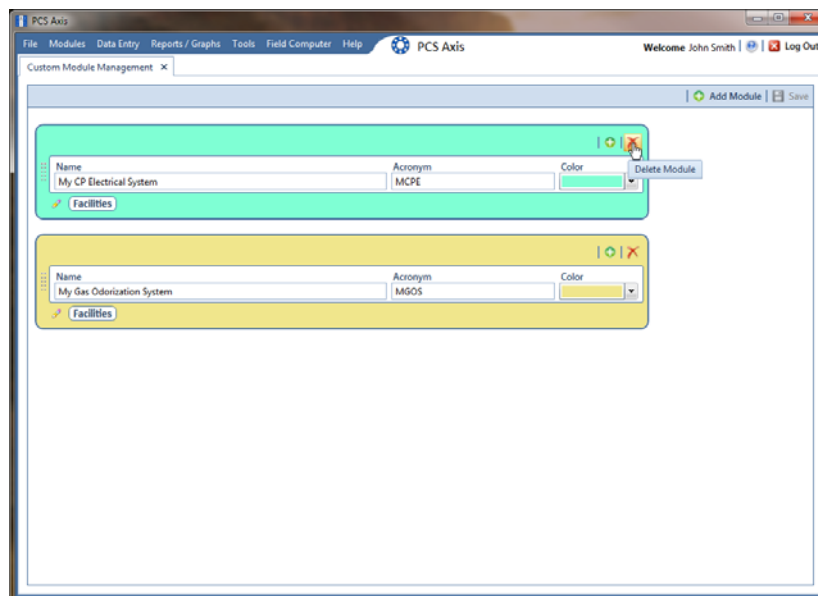 PCS Axis
File Modules Data Entry Reports / Graphs Tools Field Computer Help PCS Axis Welcome John Smith | | Log Out
Custom Module Management ×
| Add Module | Save
Name Acronym Color Delete Module
My CP Electrical System MCPE
Facilities
Name Acronym Color
My Gas Odorization System MGOS
Facilities